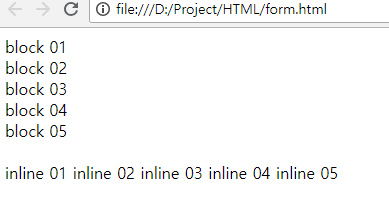 file:///D:/Project/HTML/form.html
block 01
block 02
block 03
block 04
block 05
inline 01 inline 02 inline 03 inline 04 inline 05